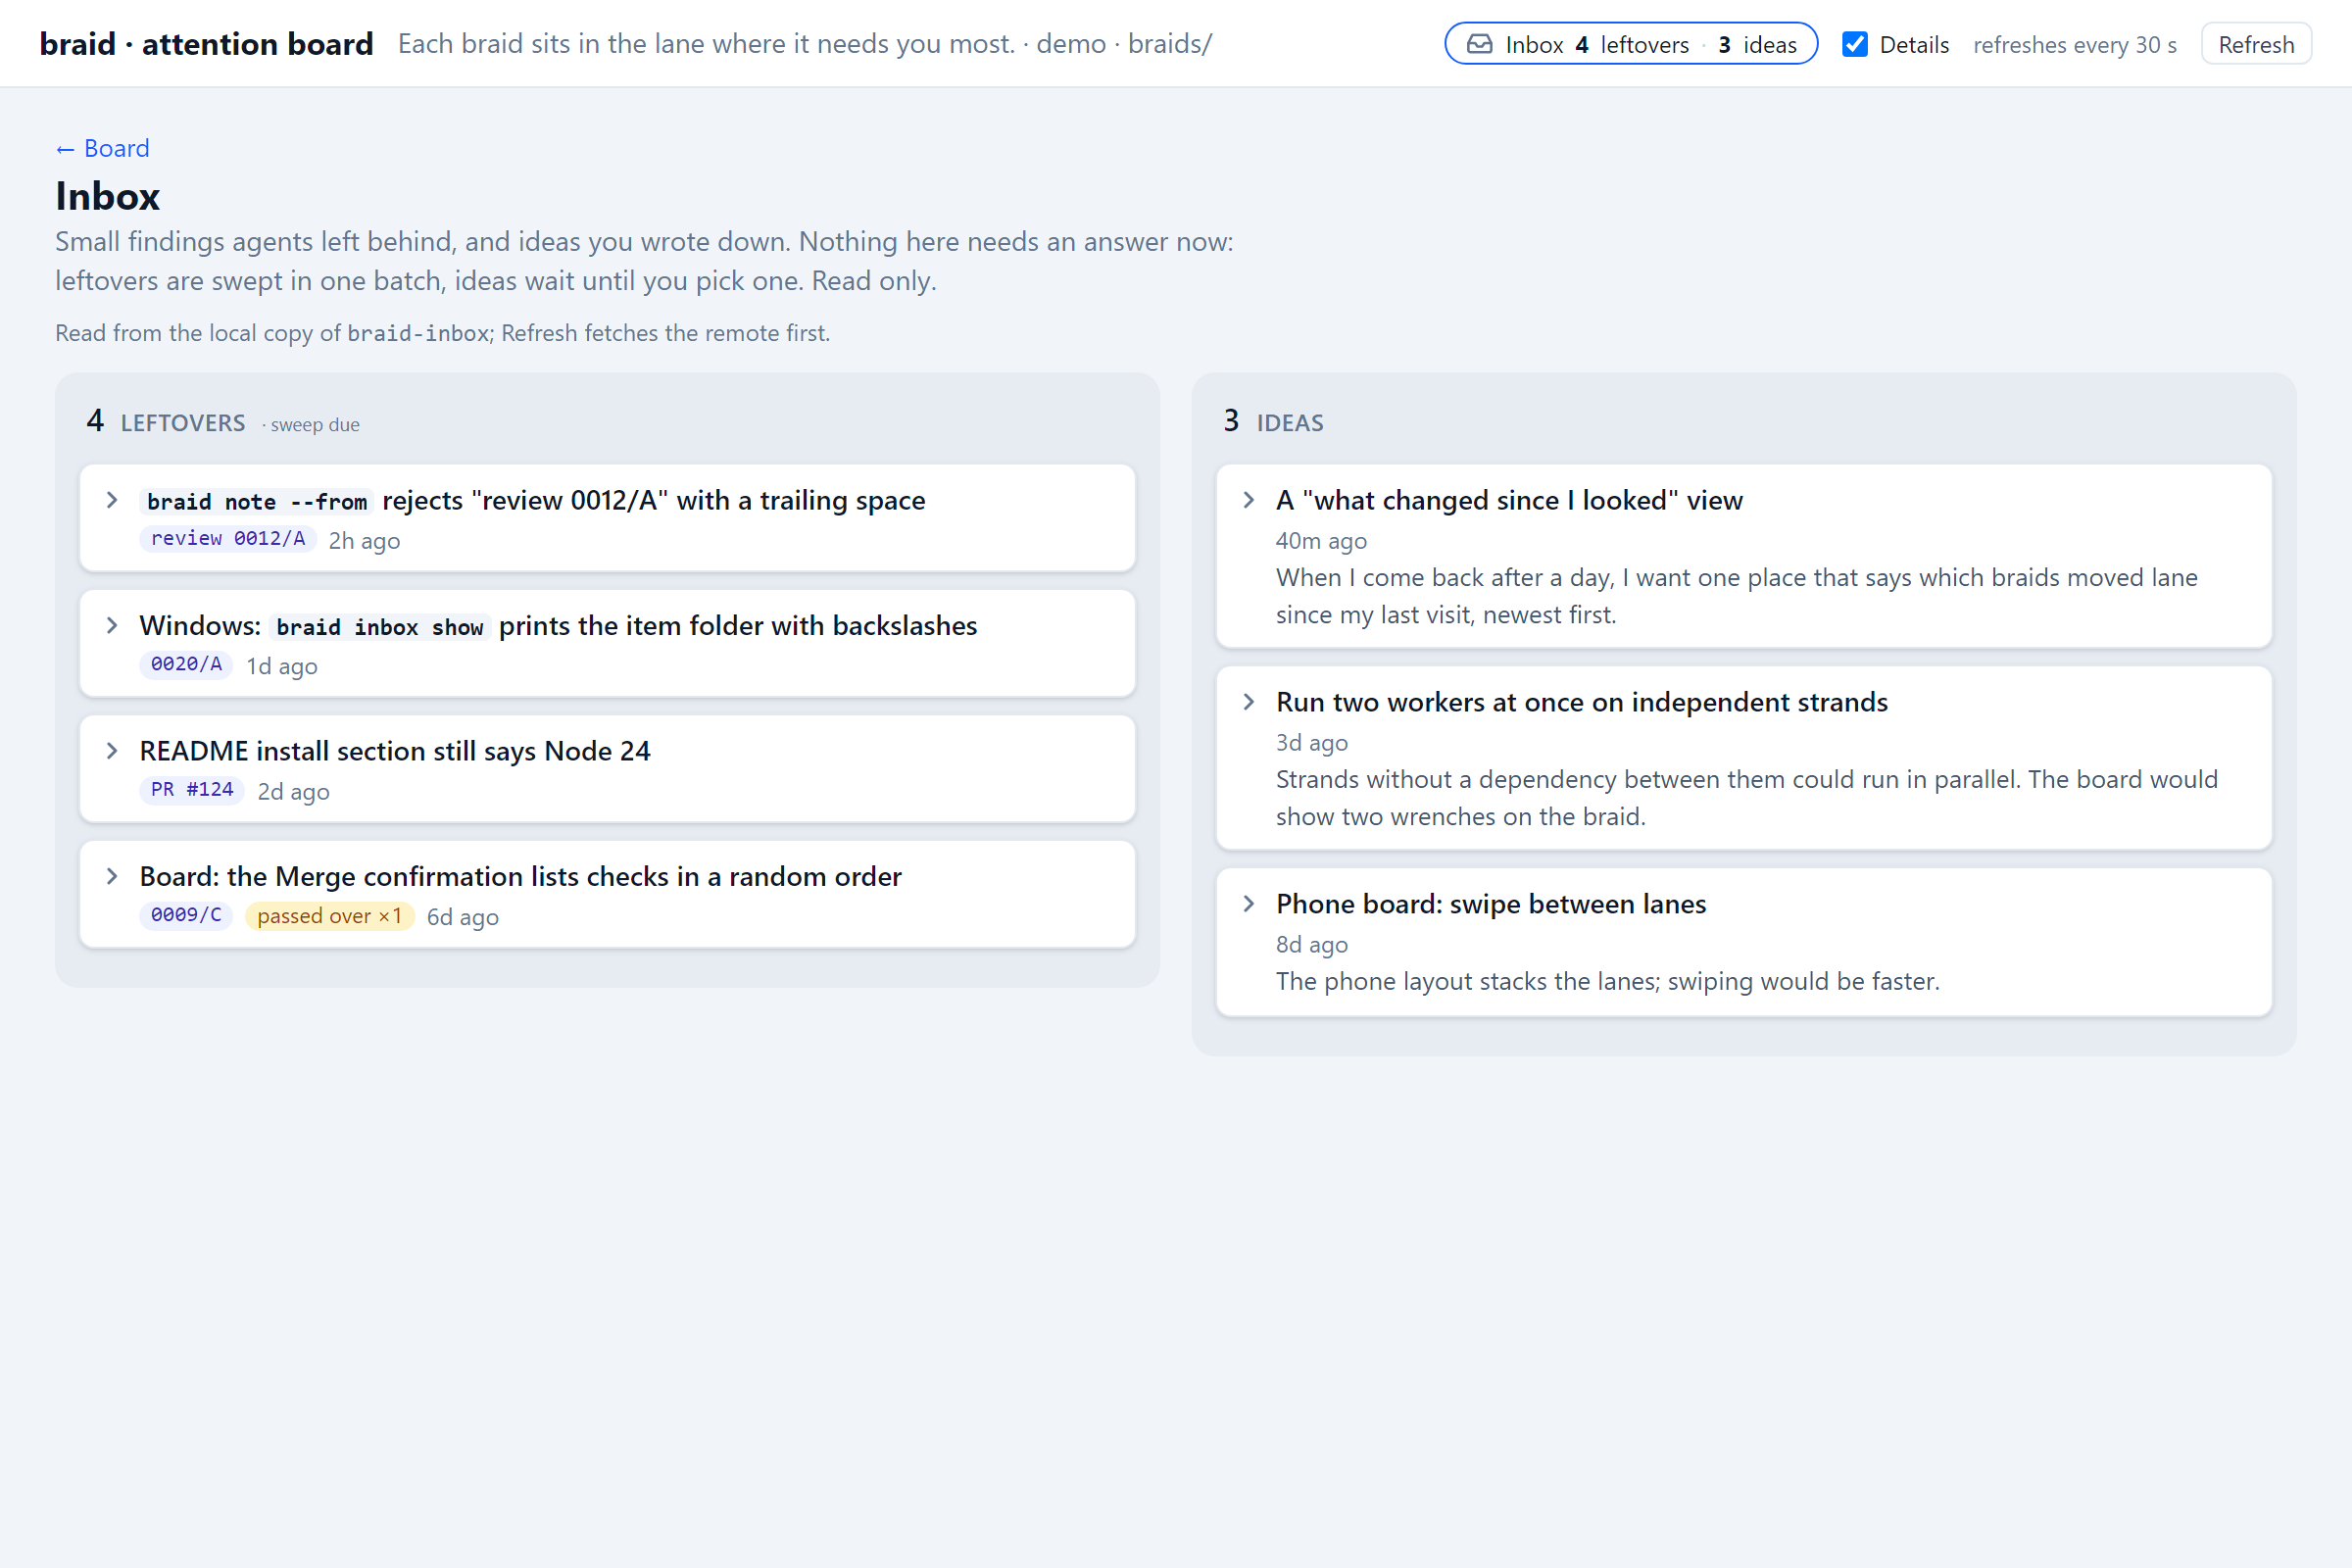 braid · attention board Each braid sits in the lane where it needs you most. · demo · braids/ Inbox 4 leftovers · 3 ideas Details refreshes every 30 s Refresh
← Board
Inbox
Small findings agents left behind, and ideas you wrote down. Nothing here needs an answer now:
leftovers are swept in one batch, ideas wait until you pick one. Read only.
Read from the local copy of braid-inbox; Refresh fetches the remote first.
4 LEFTOVERS · sweep due
braid note --from rejects "review 0012/A" with a trailing space
review 0012/A 2h ago
Windows: braid inbox show prints the item folder with backslashes
0020/A 1d ago
README install section still says Node 24
PR #124 2d ago
Board: the Merge confirmation lists checks in a random order
0009/C passed over ×1 6d ago
3 IDEAS
A "what changed since I looked" view
40m ago
When I come back after a day, I want one place that says which braids moved lane
since my last visit, newest first.
Run two workers at once on independent strands
3d ago
Strands without a dependency between them could run in parallel. The board would
show two wrenches on the braid.
Phone board: swipe between lanes
8d ago
The phone layout stacks the lanes; swiping would be faster.